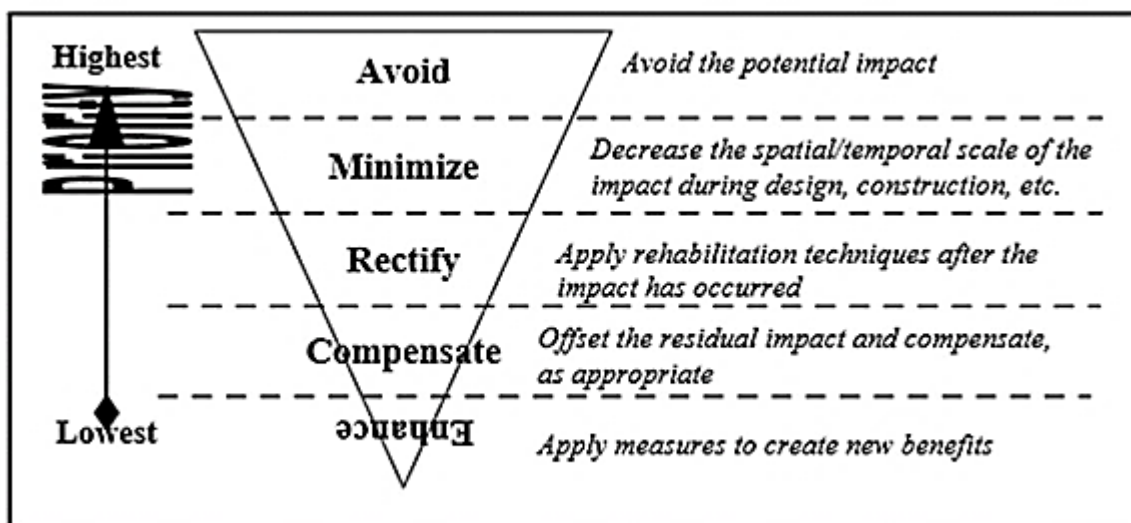 Highest
Avoid
Avoid the potential impact
Minimize
Decrease the spatial/temporal scale of the
impact during design, construction, etc.
Rectify
Apply rehabilitation techniques after the
impact has occurred
Compensate
Offset the residual impact and compensate,
as appropriate
Lowest
Enhance
Apply measures to create new benefits